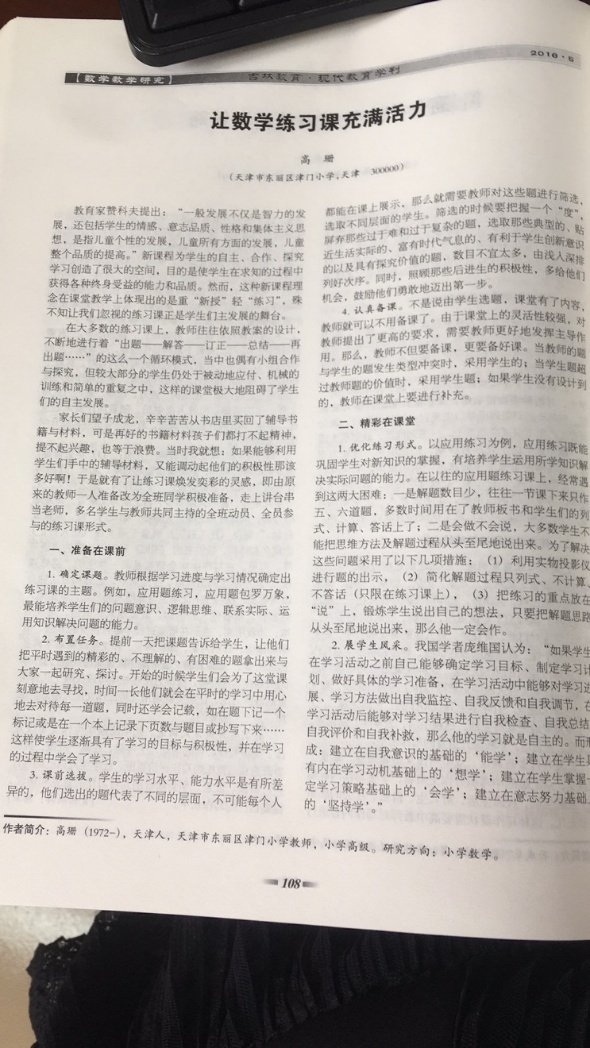 【数学教学研究】
吉林教育·现代教育学刊
2018·5
让数学练习课充满活力
高 珊
(天津市东丽区津门小学,天津 300000)
教育家赞科夫提出：“一般发展不仅是智力的发
展，还包括学生的情感、意志品质、性格和集体主义思
想，是指儿童个性的发展，儿童所有方面的发展，儿童
整个品质的提高。”新课程为学生的自主、合作、探究
学习创造了很大的空间，目的是使学生在求知的过程中
获得各种终身受益的能力和品质。然而，这种新课程理
念在课堂教学上体现出的是重“新授”轻“练习”，殊
不知让我们忽视的练习课正是学生们主发展的舞台。
在大多数的练习课上，教师往往依照教案的设计，
不断地进行着“出题——解答——订正——总结——再
出题……”的这么一个循环模式，当中也偶有小组合作
与探究，但较大部分的学生仍处于被动地应付、机械的
训练和简单的重复之中，这样的课堂极大地阻碍了学生
们的自主发展。
家长们望子成龙，辛辛苦苦从书店里买回了辅导书
籍与材料，可是再好的书籍材料孩子们都打不起精神，
提不起兴趣，也等于浪费。当时我就想：如果能够利用
学生们手中的辅导材料，又能调动起他们的积极性那该
多好啊！于是就有了让练习课焕发奕彩的灵感，即由原
来的教师一人准备改为全班同学积极准备，走上讲台串
当老师，多名学生与教师共同主持的全班动员、全员参
与的练习课形式。
一、准备在课前
1. 确定课题。教师根据学习进度与学习情况确定出
练习课的主题。例如，应用题练习，应用题包罗万象，
最能培养学生们的问题意识、逻辑思维、联系实际、运
用知识解决问题的能力。
2. 布置任务。提前一天把课题告诉给学生，让他们
把平时遇到的精彩的、不理解的、有困难的题拿出来与
大家一起研究、探讨。开始的时候学生们会为了这堂课
刻意地去寻找，时间一长他们就会在平时的学习中用心
地去对待每一道题，同时还学会记载，如在题下记一个
标记或是在一个本上记录下页数与题目或抄写下来……
这样使学生逐渐具有了学习的目标与积极性，并在学习
的过程中学会了学习。
3. 课前选拔。学生的学习水平、能力水平是有所差
异的，他们选出的题代表了不同的层面，不可能每个人
都能在课上展示，那么就需要教师对这些题进行筛选，
选取不同层面的学生。筛选的时候要把握一个“度”，
屏弃那些过于难和过于复杂的题，选取那些典型的、贴
近生活实际的、富有时代气息的、有利于学生创新意识
的以及具有探究价值的题，数目不宜太多，由浅入深排
列好次序。同时，照顾那些后进生的积极性，多给他们
机会，鼓励他们勇敢地迈出第一步。
4. 认真备课。不是说由学生选题，课堂有了内容、
教师就可以不用备课了。由于课堂上的灵活性较强，对
教师提出了更高的要求，需要教师更好地发挥主导作
用。那么，教师不但要备课，更要备好课。当教师的题
与学生的题发生类型冲突时，采用学生的；当学生题超
过教师题的价值时，采用学生题；如果学生没有设计到
的，教师在课堂上要进行补充。
二、精彩在课堂
1. 优化练习形式。以应用练习为例，应用练习既能
巩固学生对新知识的掌握，有培养学生运用所学知识解
决实际问题的能力。在以往的应用题练习课上，经常遇
到这两大困难：一是解题数目少，往往一节课下来只作
五、六道题，多数时间用在了教师板书和学生们的列
式、计算、答话上了；二是会做不会说，大多数学生不
能把思维方法及解题过程从头至尾地说出来。为了解决
这些问题采用了以下几项措施：（1）利用实物投影仪
进行题的出示，（2）简化解题过程只列式、不计算、
不答话（只限在练习课上），（3）把练习的重点放在
“说”上，锻炼学生说出自己的想法，只要把解题思路
从头至尾地说出来，那么他一定会作。
2. 展学生风采。我国学者庞维国认为：“如果学生
在学习活动之前自己能够确定学习目标、制定学习计
划、做好具体的学习准备，在学习活动中能够对学习进
展、学习方法做出自我监控、自我反馈和自我调节，在
学习活动后能够对学习结果进行自我检查、自我总结
自我评价和自我补救，那么他的学习就是自主的。而形
成：建立在自我意识的基础的‘能学’；建立在学生具
有内在学习动机基础上的‘想学’；建立在学生掌握一
定学习策略基础上的‘会学’；建立在意志努力基础
的‘坚持学’。”
作者简介：高珊（1972-），天津人，天津市东丽区津门小学教师，小学高级。研究方向：小学数学。
108